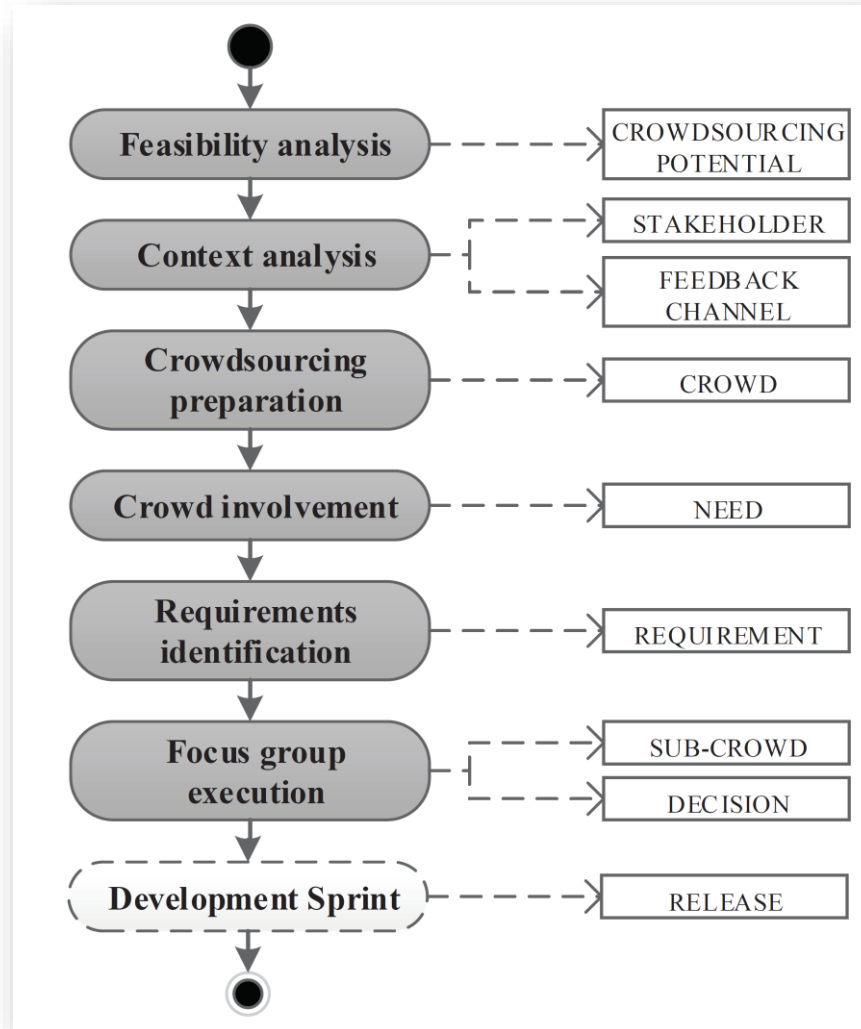 Feasibility analysis
CROWDSOURCING
POTENTIAL
Context analysis
STAKEHOLDER
FEEDBACK
CHANNEL
Crowdsourcing
preparation
CROWD
Crowd involvement
NEED
Requirements
identification
REQUIREMENT
Focus group
execution
SUB-CROWD
DECISION
Development Sprint
RELEASE